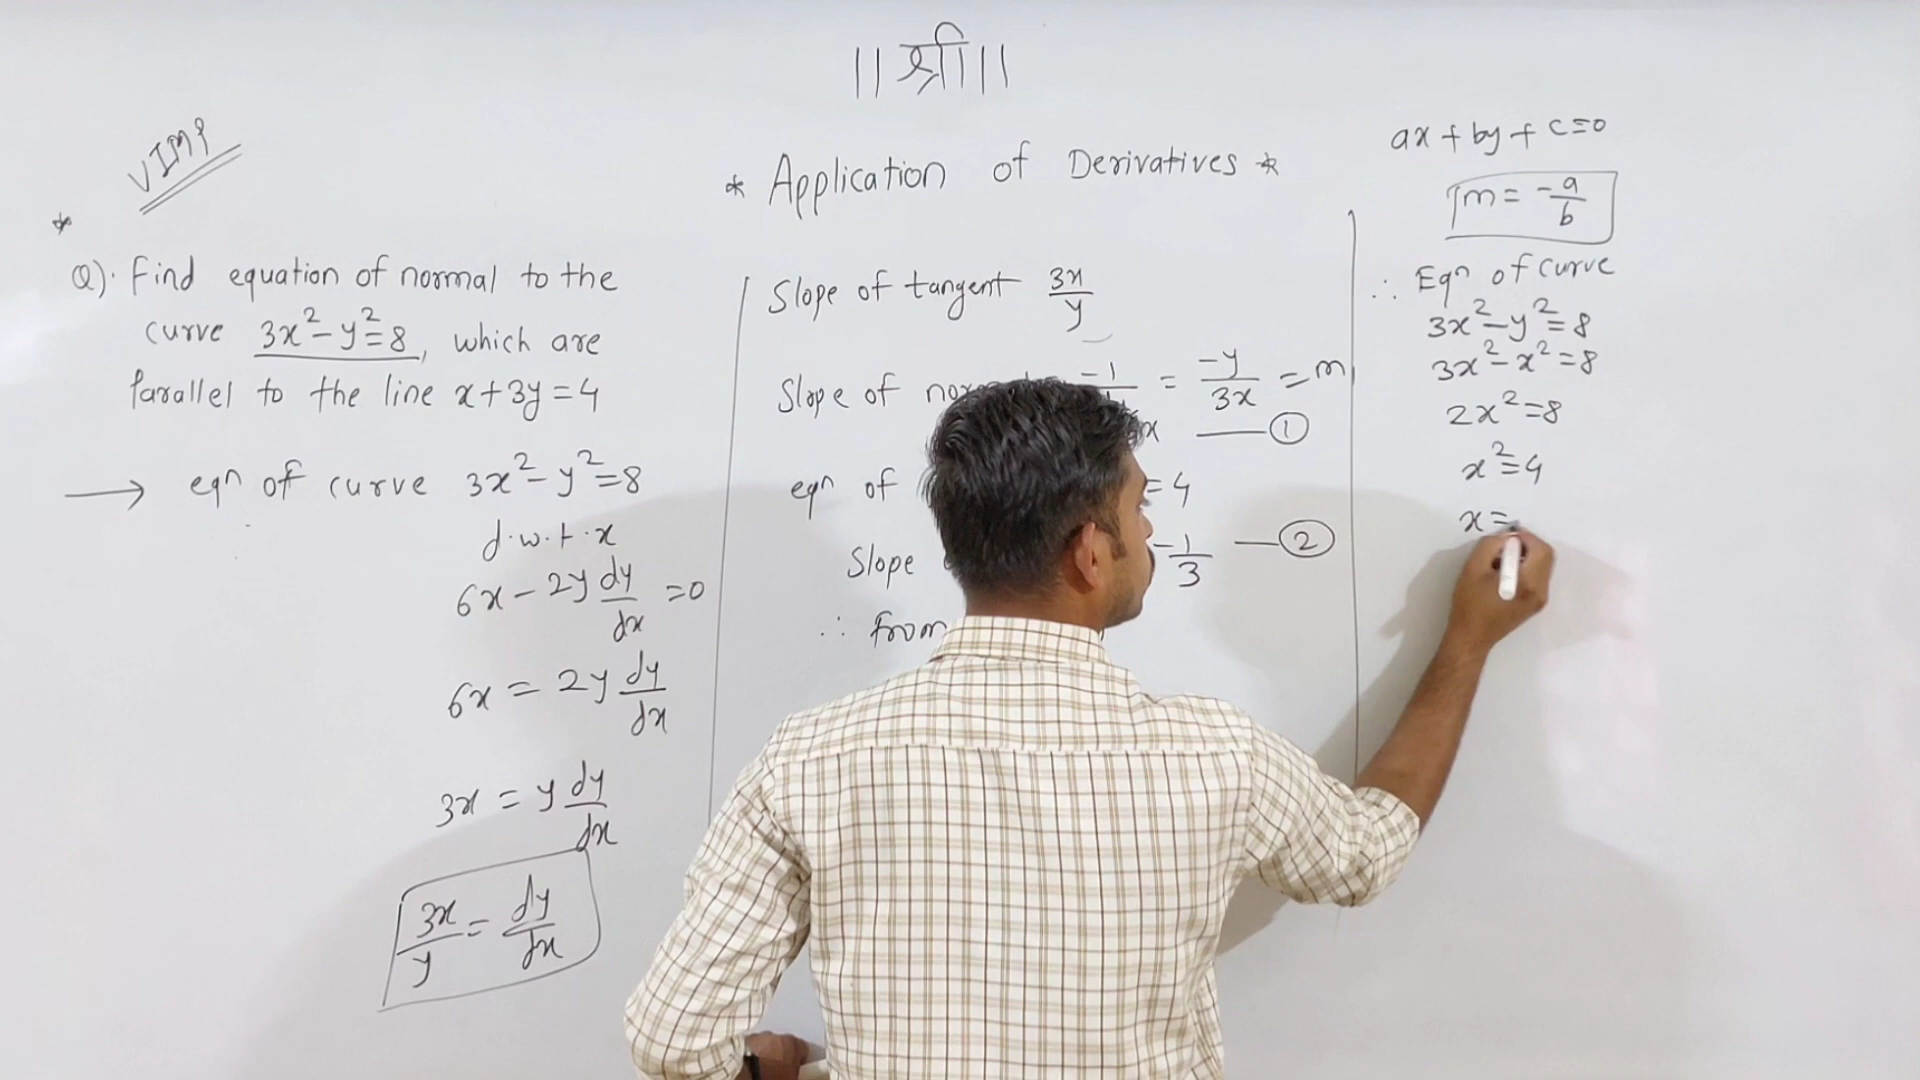 || श्री ||
VIMP
* Application of Derivatives *
*
Q). Find equation of normal to the
curve 3x²-y²=8, which are
Parallel to the line x+3y=4
→ eqn of curve 3x²-y²=8
d.w.t.x
6x-2y dy/dx =0
6x = 2y dy/dx
3x = y dy/dx
3x/y = dy/dx
Slope of tangent 3x/y
Slope of = -y/3x = m
x — ①
eqn of =4
Slope -1/3 — ②
∴ from
ax + by + c=0
m = -a/b
∴ Eqn of curve
3x²-y²=8
3x²-x²=8
2x²=8
x²=4
x=